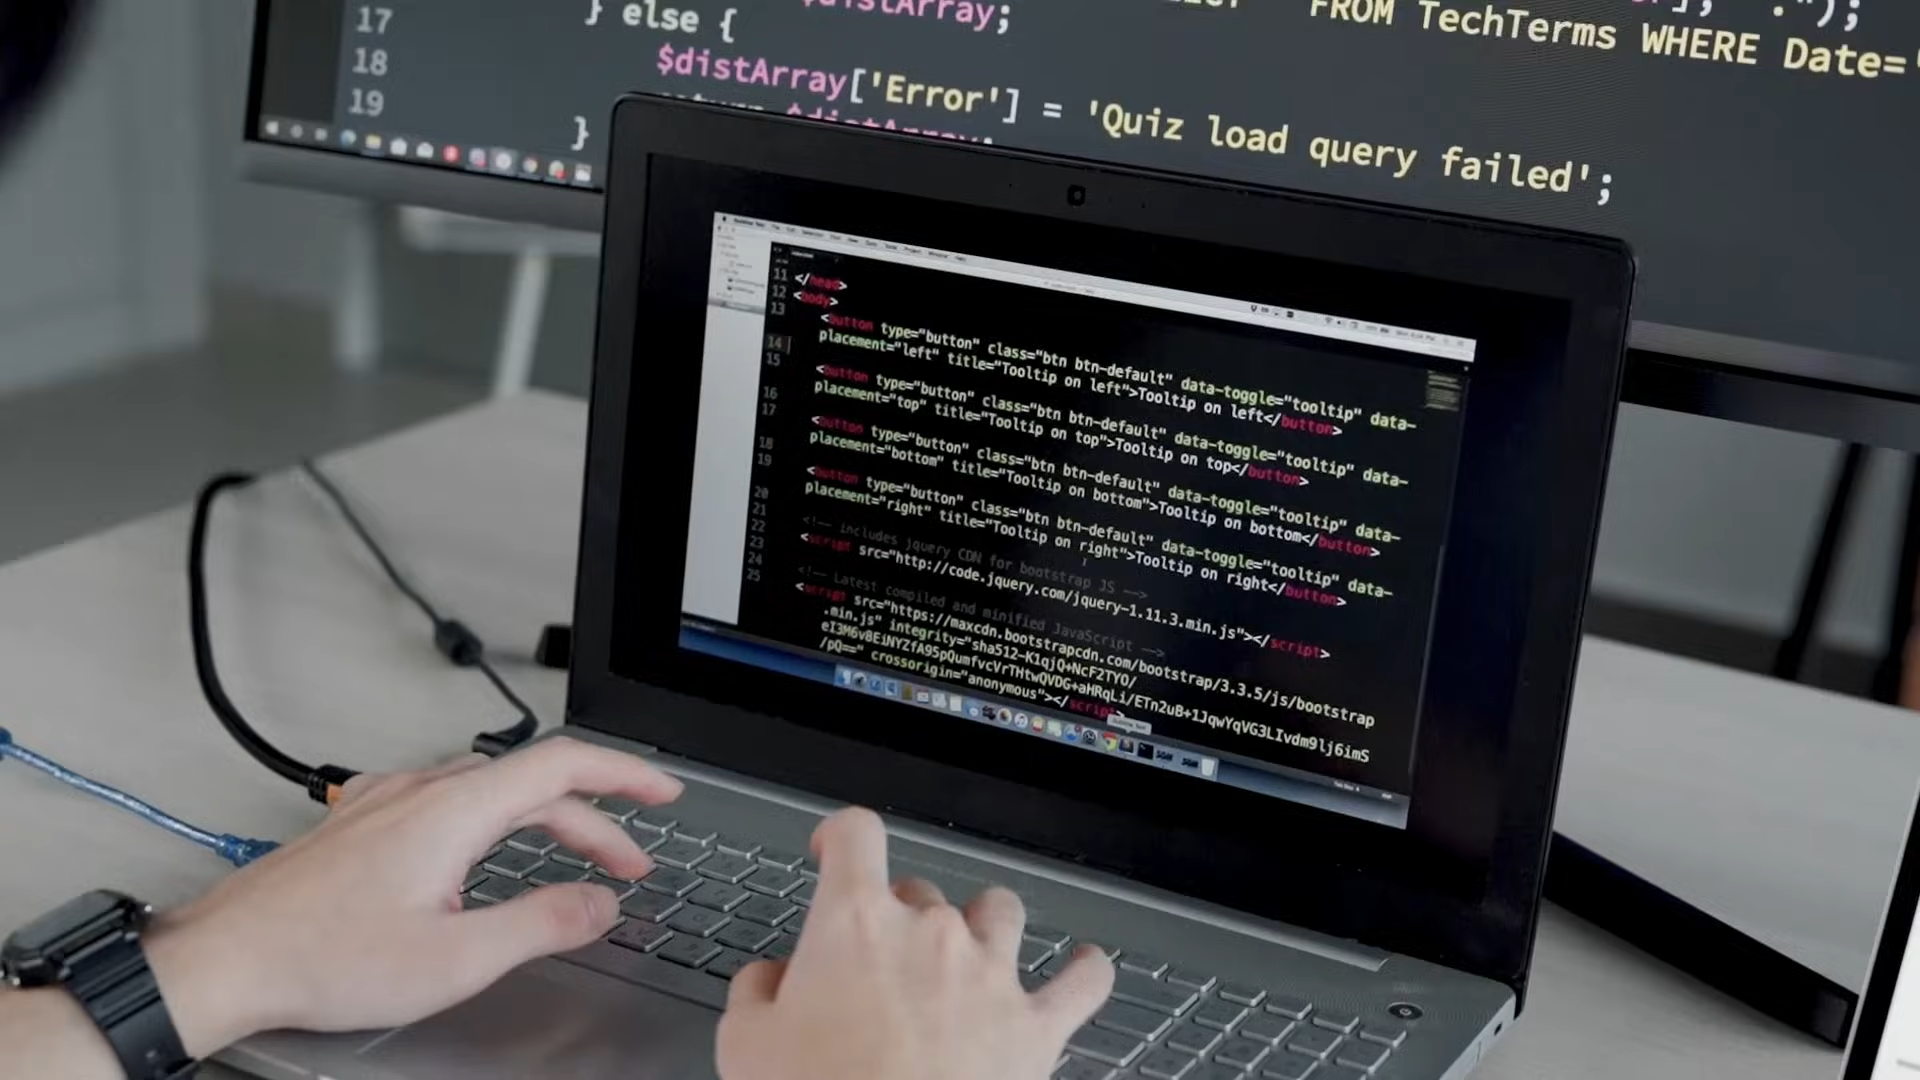 $distArray;
FROM TechTerms WHERE Date='
17 } else {
18 $distArray['Error'] = 'Quiz load query failed';
19 return $distArray;
}
11 </head>
12 <body>
13
<button type="button" class="btn btn-default" data-toggle="tooltip" data-
14 placement="left" title="Tooltip on left">Tooltip on left</button>
15
<button type="button" class="btn btn-default" data-toggle="tooltip" data-
16 placement="top" title="Tooltip on top">Tooltip on top</button>
17
<button type="button" class="btn btn-default" data-toggle="tooltip" data-
18 placement="bottom" title="Tooltip on bottom">Tooltip on bottom</button>
19
<button type="button" class="btn btn-default" data-toggle="tooltip" data-
20 placement="right" title="Tooltip on right">Tooltip on right</button>
21
22 <!-- includes jquery CDN for bootstrap JS -->
23 <script src="http://code.jquery.com/jquery-1.11.3.min.js"></script>
24 <!-- Latest compiled and minified JavaScript -->
25 <script src="https://maxcdn.bootstrapcdn.com/bootstrap/3.3.5/js/bootstrap
.min.js" integrity="sha512-K1qjQ+NcF2TYO/
eI3M6v8EiNYZfA95pQumfvcVrTHtwQVDG+aHRqLi/ETn2uB+1JqwYqVG3LIvdm9lj6imS
/pQ==" crossorigin="anonymous"></script>